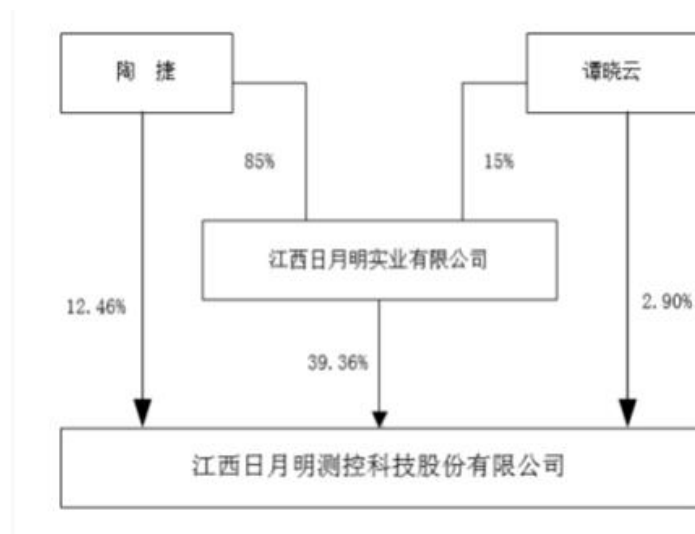 陶 捷
谭晓云
85%
15%
江西日月明实业有限公司
12.46%
2.90%
39.36%
江西日月明测控科技股份有限公司